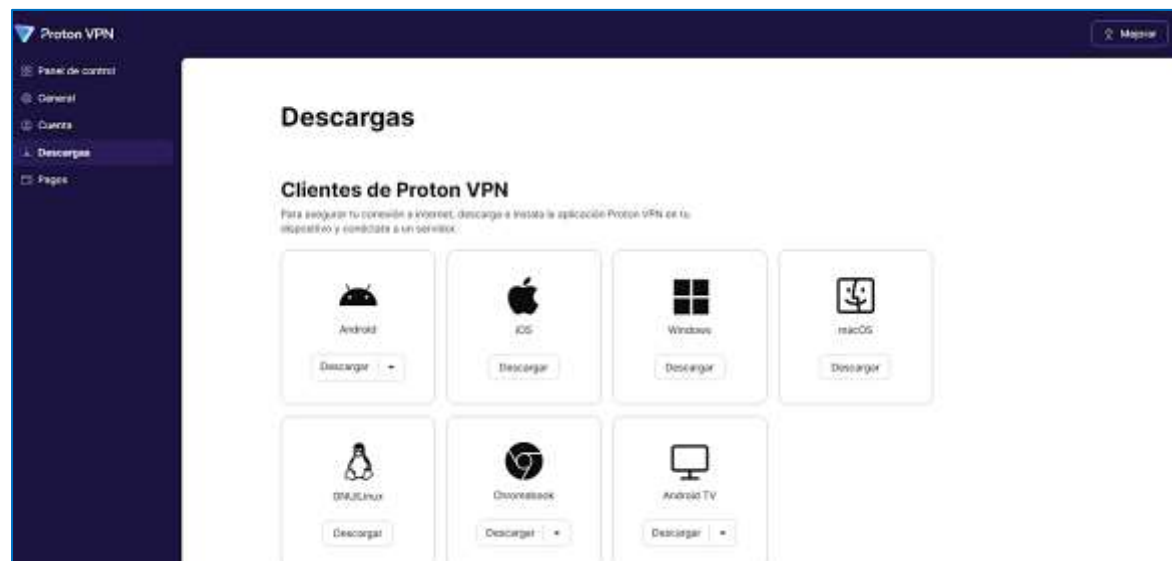 Proton VPN
Mejorar
Panel de control
General
Cuenta
Descargas
Pagos
Descargas
Clientes de Proton VPN
Para asegurar tu conexión a internet, descarga e instala la aplicación Proton VPN en tu
dispositivo y conéctate a un servidor.
Android
iOS
Windows
macOS
Descargar
Descargar
Descargar
Descargar
GNU/Linux
Chromebook
Android TV
Descargar
Descargar
Descargar